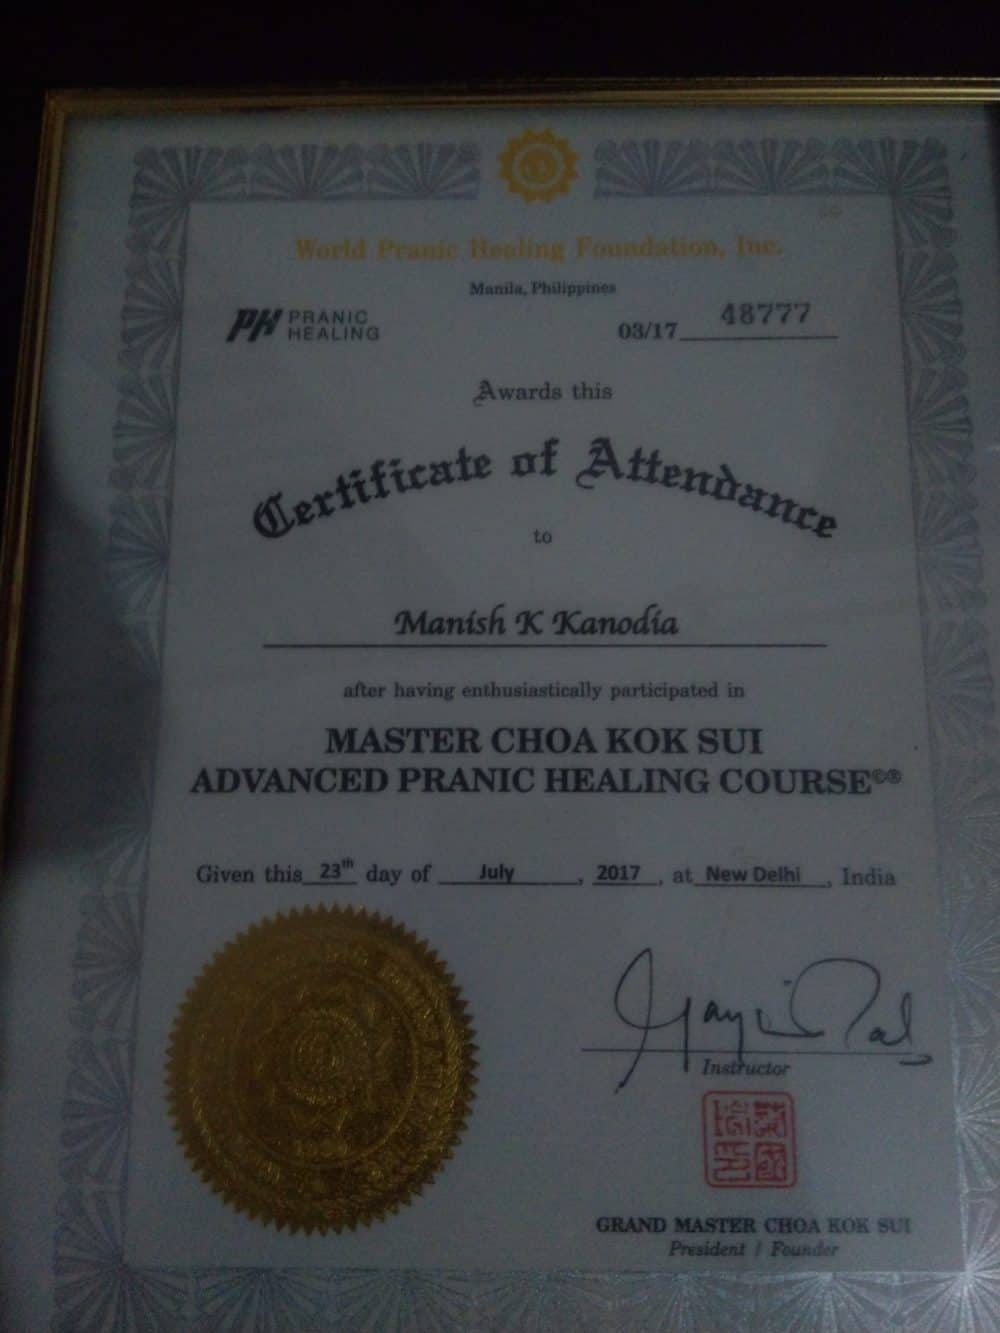 World Pranic Healing Foundation, Inc.
Manila, Philippines
PH PRANIC HEALING
03/17 48777
Awards this
Certificate of Attendance
to
Manish K Kanodia
after having enthusiastically participated in
MASTER CHOA KOK SUI
ADVANCED PRANIC HEALING COURSE©®
Given this 23th day of July, 2017, at New Delhi, India
Instructor
GRAND MASTER CHOA KOK SUI
President / Founder